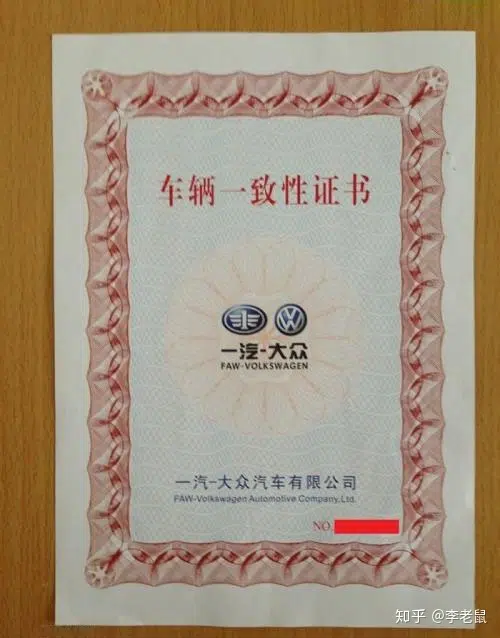 车辆一致性证书
一汽-大众
FAW-VOLKSWAGEN
一汽-大众汽车有限公司
FAW-Volkswagen Automotive Company,Ltd.
NO.
知乎 @李老鼠